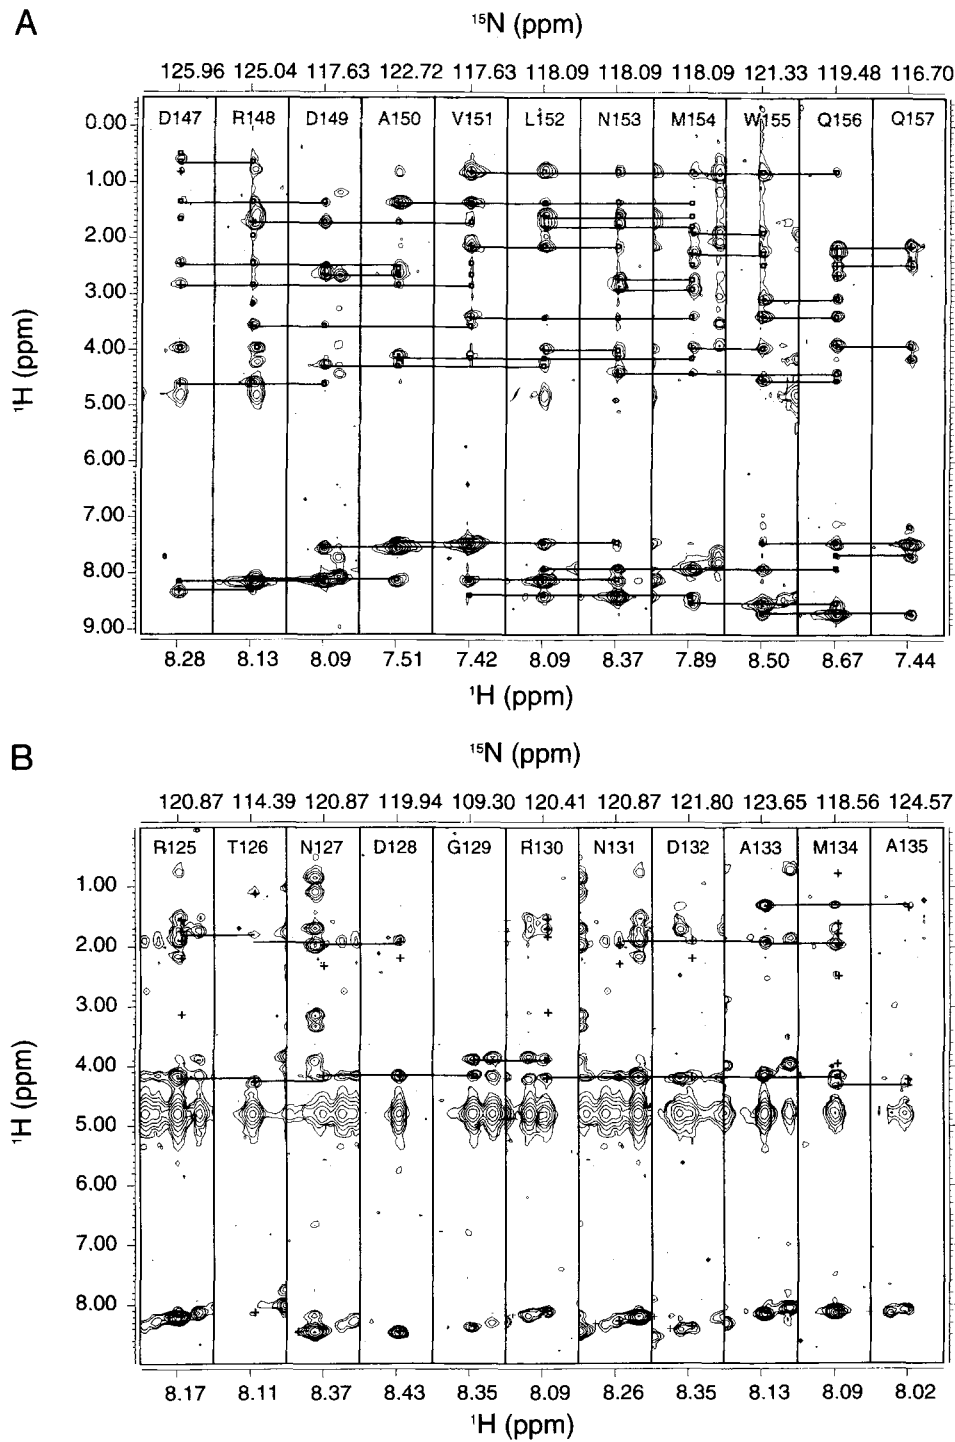 A
¹⁵N (ppm)
125.96 125.04 117.63 122.72 117.63 118.09 118.09 118.09 121.33 119.48 116.70
D147 R148 D149 A150 V151 L152 N153 M154 W155 Q156 Q157
0.00
1.00
2.00
3.00
4.00
5.00
6.00
7.00
8.00
9.00
¹H (ppm)
8.28 8.13 8.09 7.51 7.42 8.09 8.37 7.89 8.50 8.67 7.44
¹H (ppm)
B
¹⁵N (ppm)
120.87 114.39 120.87 119.94 109.30 120.41 120.87 121.80 123.65 118.56 124.57
R125 T126 N127 D128 G129 R130 N131 D132 A133 M134 A135
1.00
2.00
3.00
4.00
5.00
6.00
7.00
8.00
¹H (ppm)
8.17 8.11 8.37 8.43 8.35 8.09 8.26 8.35 8.13 8.09 8.02
¹H (ppm)